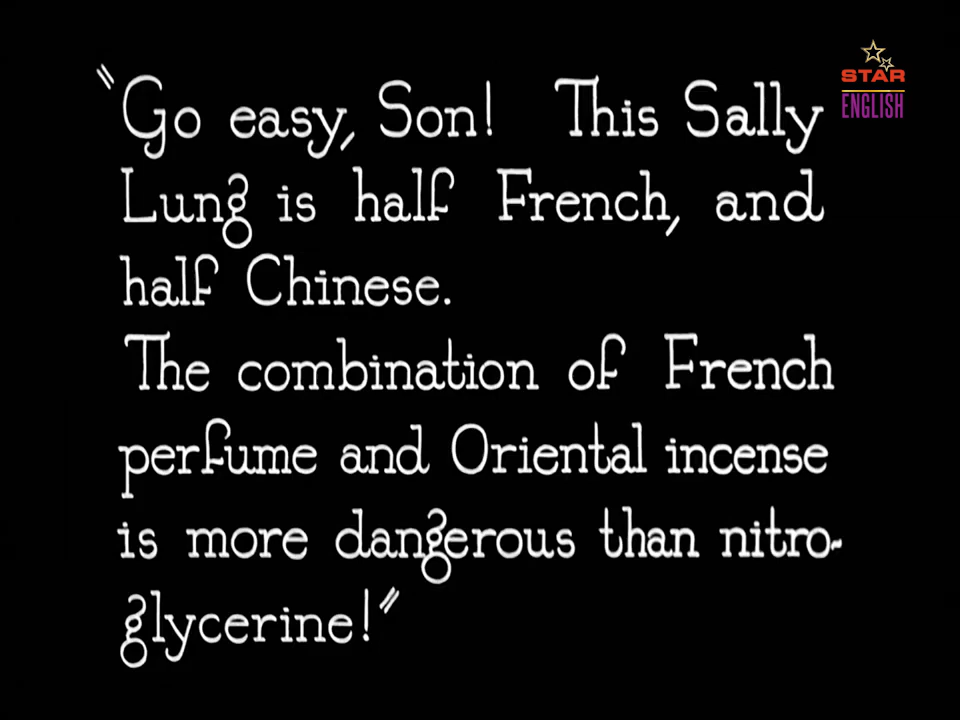 STAR
ENGLISH
"Go easy, Son! This Sally
Lung is half French, and
half Chinese.
The combination of French
perfume and Oriental incense
is more dangerous than nitro-
glycerine!"